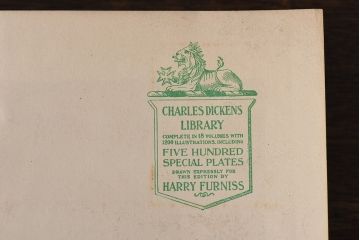 CHARLES DICKENS
LIBRARY
COMPLETE IN 18 VOLUMES WITH
1200 ILLUSTRATIONS, INCLUDING
FIVE HUNDRED
SPECIAL PLATES
DRAWN EXPRESSLY FOR
THIS EDITION BY
HARRY FURNISS